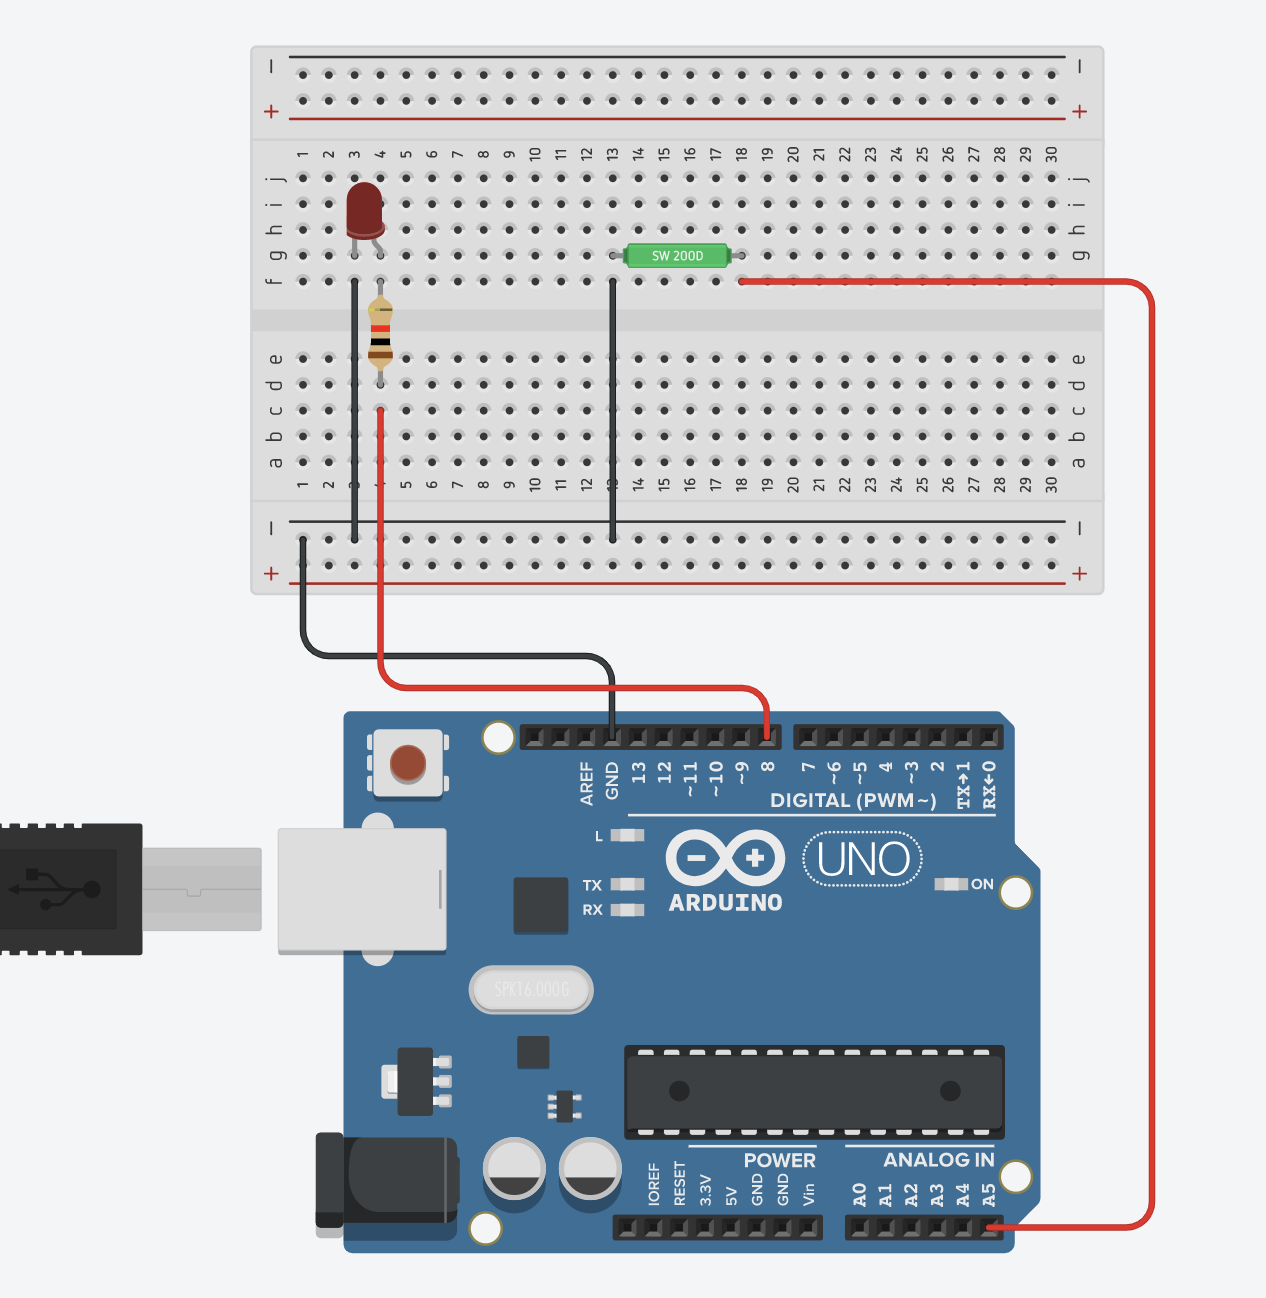 − −
+ +
1 2 3 4 5 6 7 8 9 10 11 12 13 14 15 16 17 18 19 20 21 22 23 24 25 26 27 28 29 30
j j
i i
h h
g SW 200D g
f f
e e
d d
c c
b b
a a
1 2 3 4 5 6 7 8 9 10 11 12 13 14 15 16 17 18 19 20 21 22 23 24 25 26 27 28 29 30
− −
+ +
AREF GND 13 12 ~11 ~10 ~9 8 7 ~6 ~5 4 ~3 2 TX→1 RX←0
DIGITAL (PWM ~)
L
UNO
TX
ON
RX
ARDUINO
SPK16.000G
POWER ANALOG IN
IOREF RESET 3.3V 5V GND GND Vin A0 A1 A2 A3 A4 A5